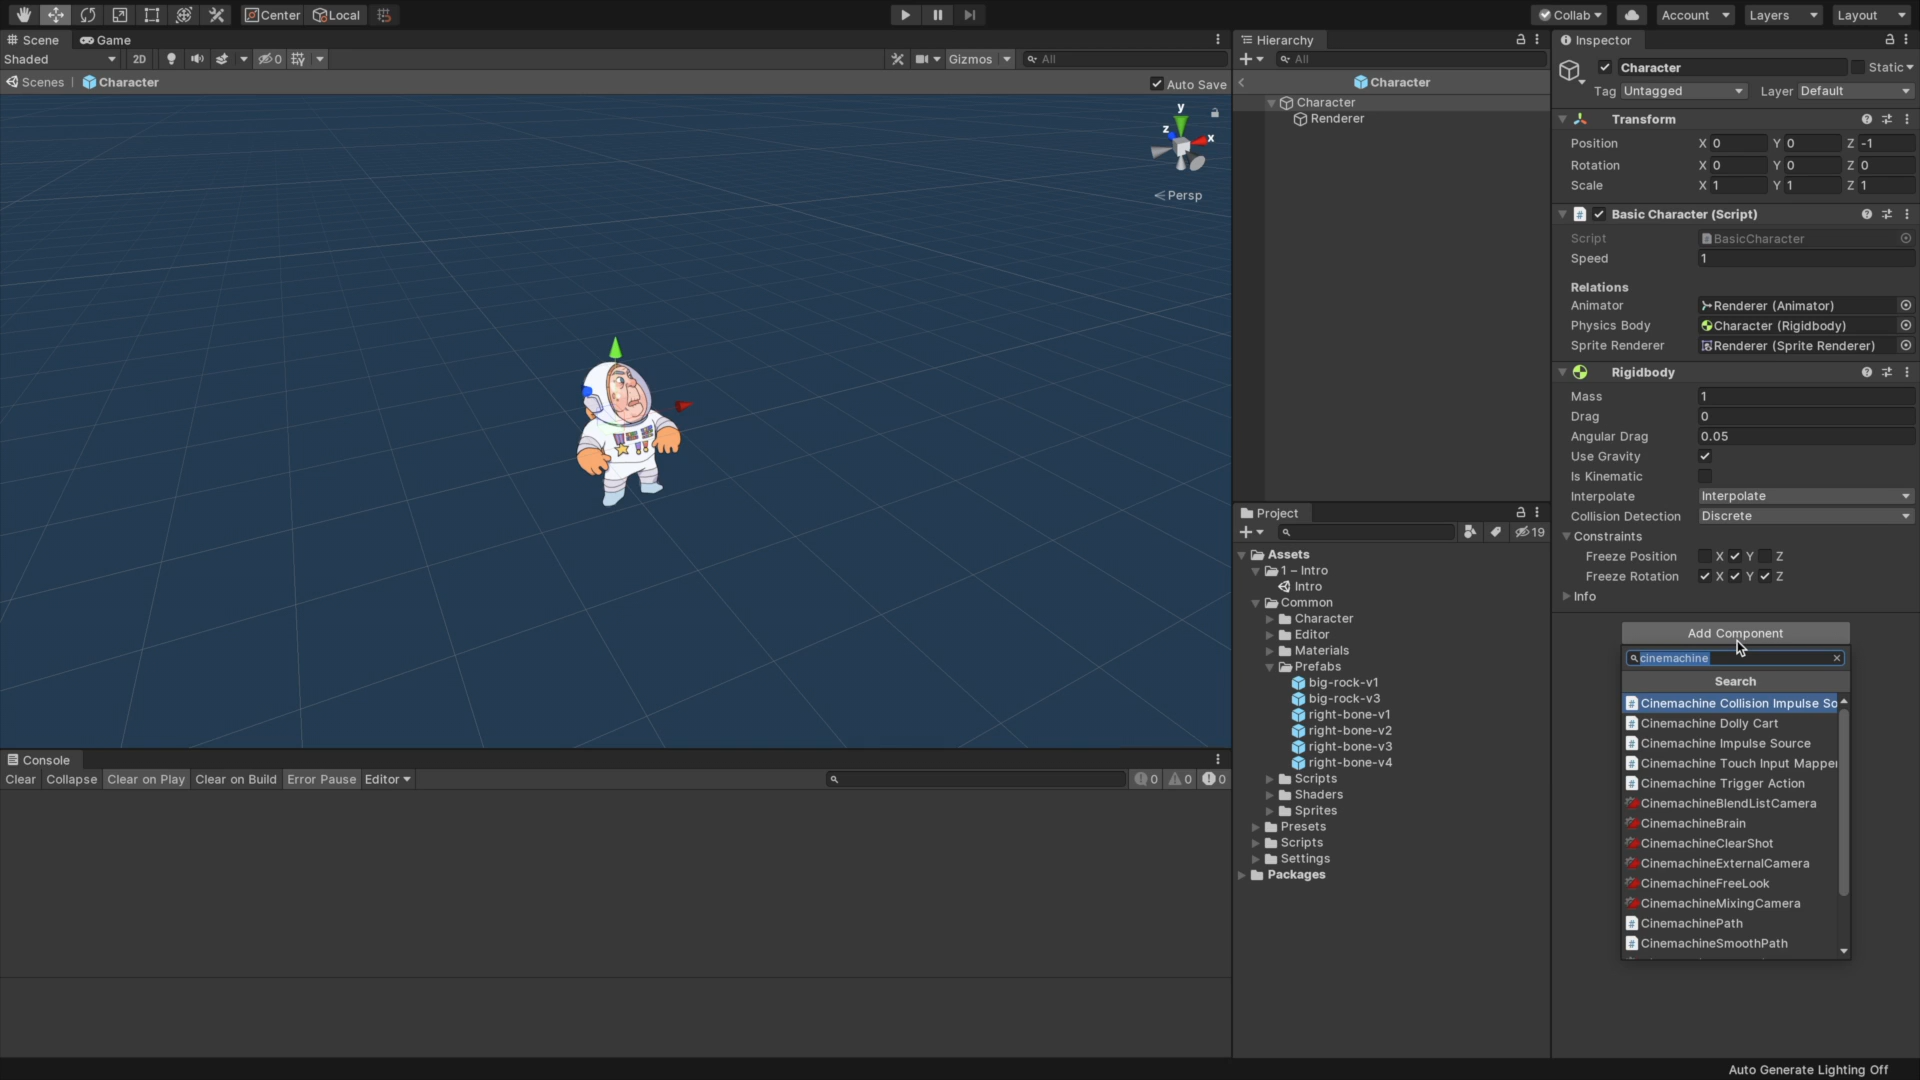 Center
Local
Collab
Account
Layers
Layout
Scene
Game
Shaded
2D
0
Gizmos
All
Scenes
Character
Auto Save
y
z
x
Persp
Hierarchy
All
Character
Character
Renderer
Project
19
Assets
1 – Intro
Intro
Common
Character
Editor
Materials
Prefabs
big-rock-v1
big-rock-v3
right-bone-v1
right-bone-v2
right-bone-v3
right-bone-v4
Scripts
Shaders
Sprites
Presets
Scripts
Settings
Packages
Console
Clear Collapse Clear on Play Clear on Build Error Pause Editor
0 0 0
Inspector
Character
Static
Tag Untagged Layer Default
Transform
Position X 0 Y 0 Z -1
Rotation X 0 Y 0 Z 0
Scale X 1 Y 1 Z 1
Basic Character (Script)
Script BasicCharacter
Speed 1
Relations
Animator Renderer (Animator)
Physics Body Character (Rigidbody)
Sprite Renderer Renderer (Sprite Renderer)
Rigidbody
Mass 1
Drag 0
Angular Drag 0.05
Use Gravity
Is Kinematic
Interpolate Interpolate
Collision Detection Discrete
Constraints
Freeze Position X Y Z
Freeze Rotation X Y Z
Info
Add Component
cinemachine
Search
Cinemachine Collision Impulse So
Cinemachine Dolly Cart
Cinemachine Impulse Source
Cinemachine Touch Input Mapper
Cinemachine Trigger Action
CinemachineBlendListCamera
CinemachineBrain
CinemachineClearShot
CinemachineExternalCamera
CinemachineFreeLook
CinemachineMixingCamera
CinemachinePath
CinemachineSmoothPath
Auto Generate Lighting Off